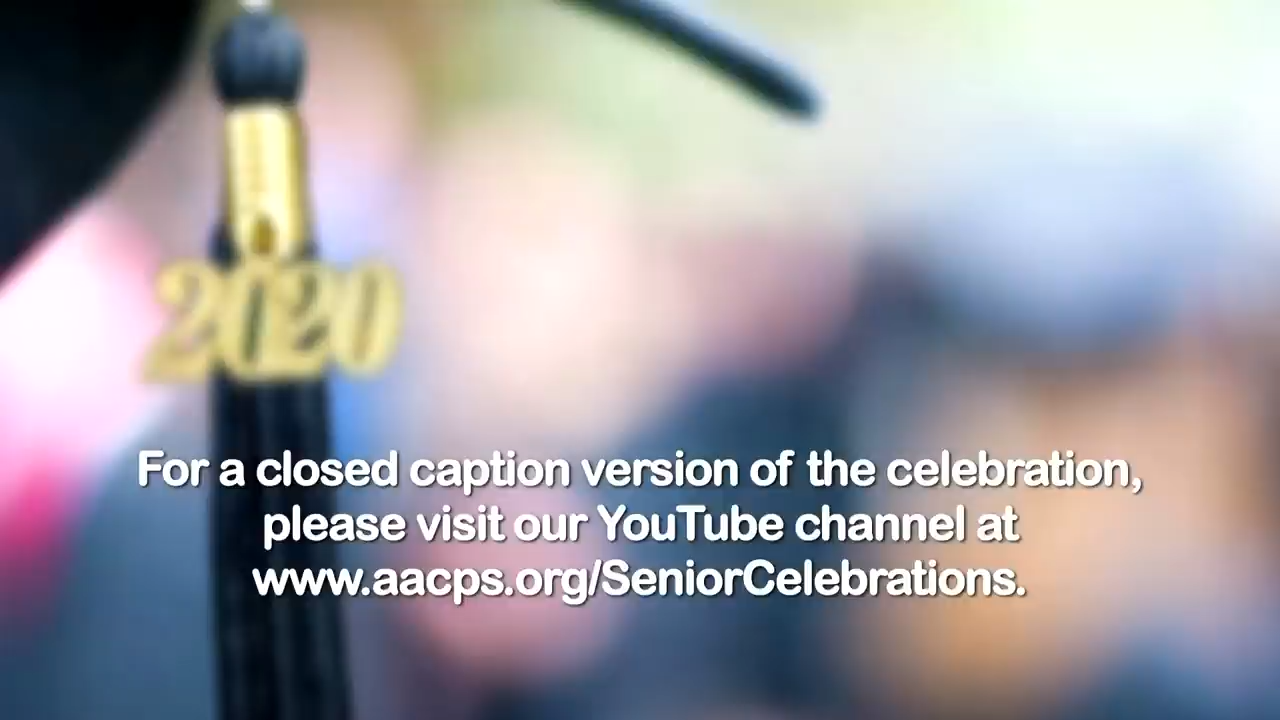 2020
For a closed caption version of the celebration,
please visit our YouTube channel at
www.aacps.org/SeniorCelebrations.